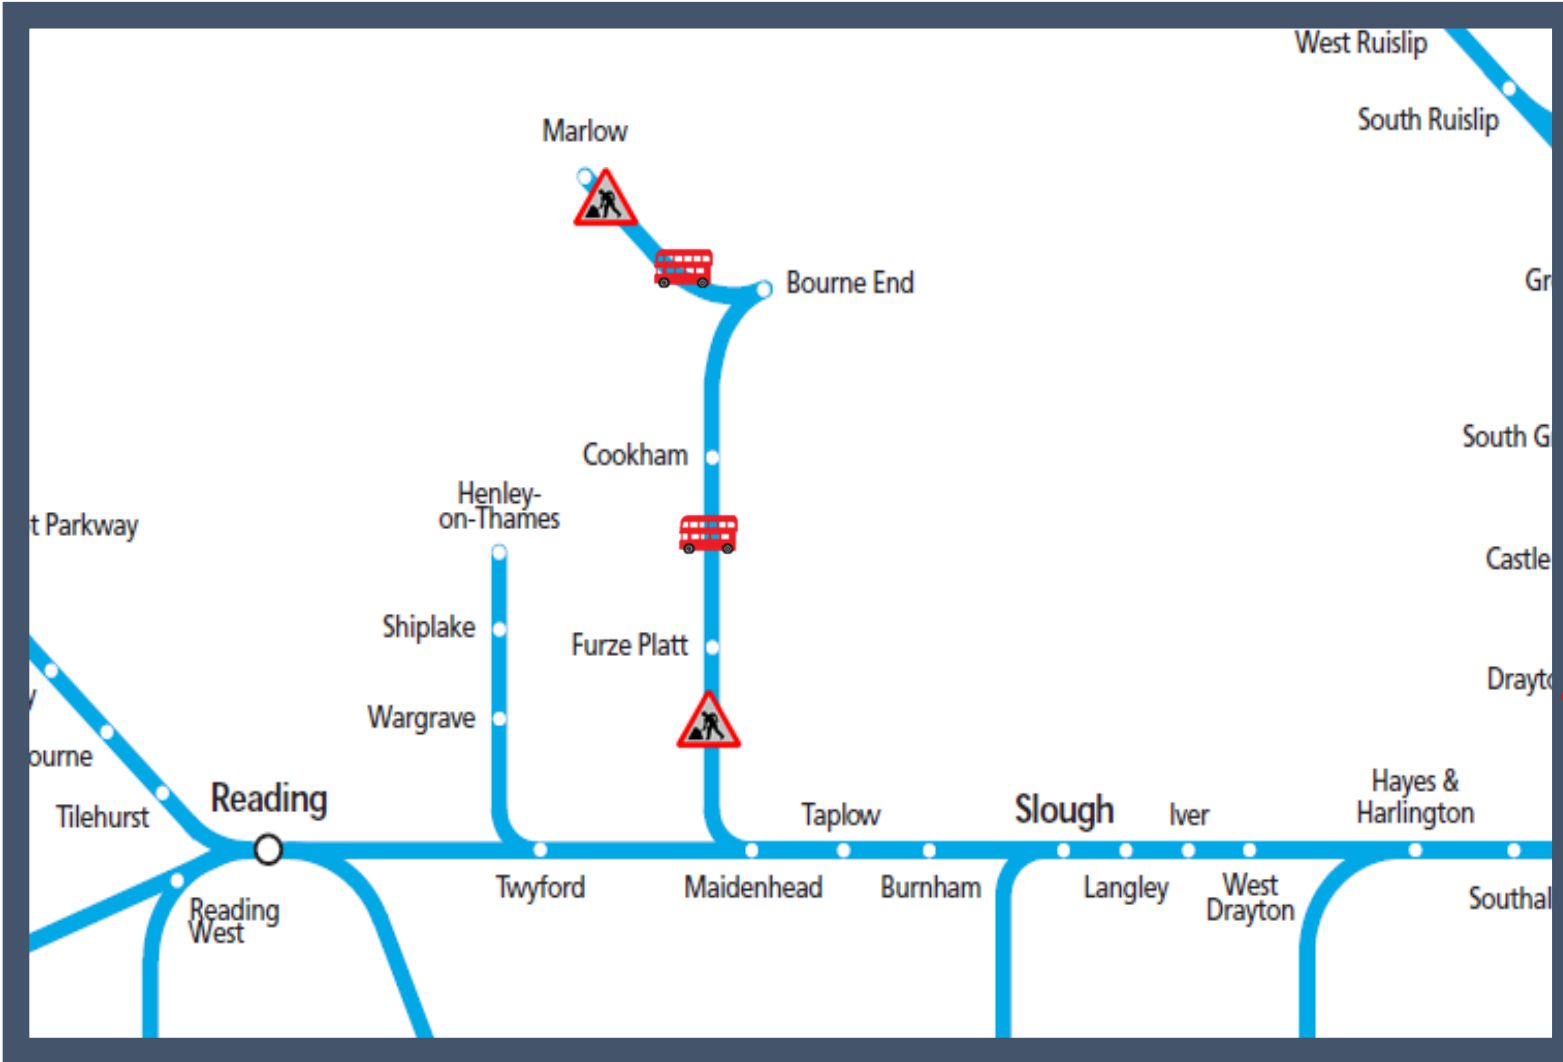 West Ruislip
South Ruislip
Marlow
Bourne End
Gr
Cookham
South G
Henley-
on-Thames
t Parkway
Castle
Shiplake
Furze Platt
Drayto
y
Wargrave
ourne
Tilehurst
Reading
Taplow
Slough
Iver
Hayes &
Harlington
Twyford
Maidenhead
Burnham
Langley
West
Drayton
Southal
Reading
West